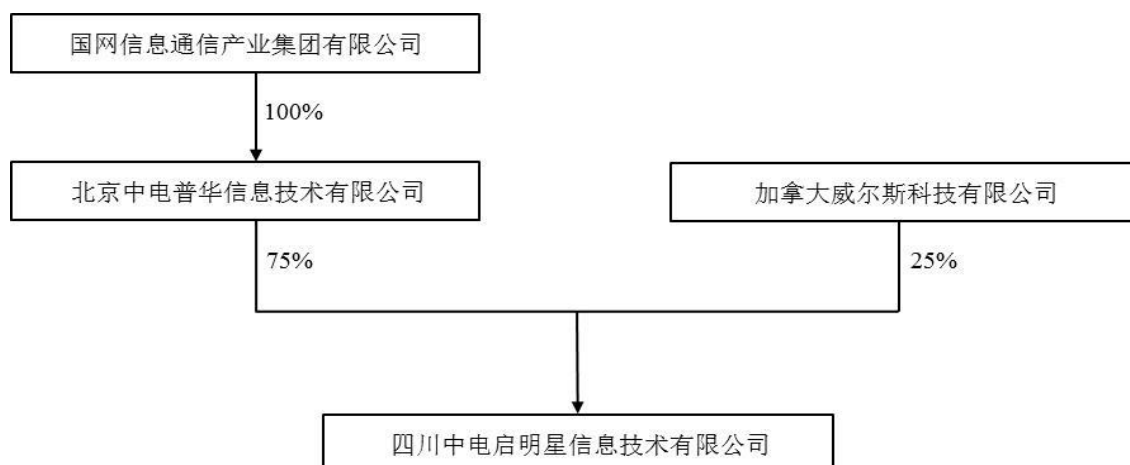 国网信息通信产业集团有限公司
100%
北京中电普华信息技术有限公司
加拿大威尔斯科技有限公司
75%
25%
四川中电启明星信息技术有限公司